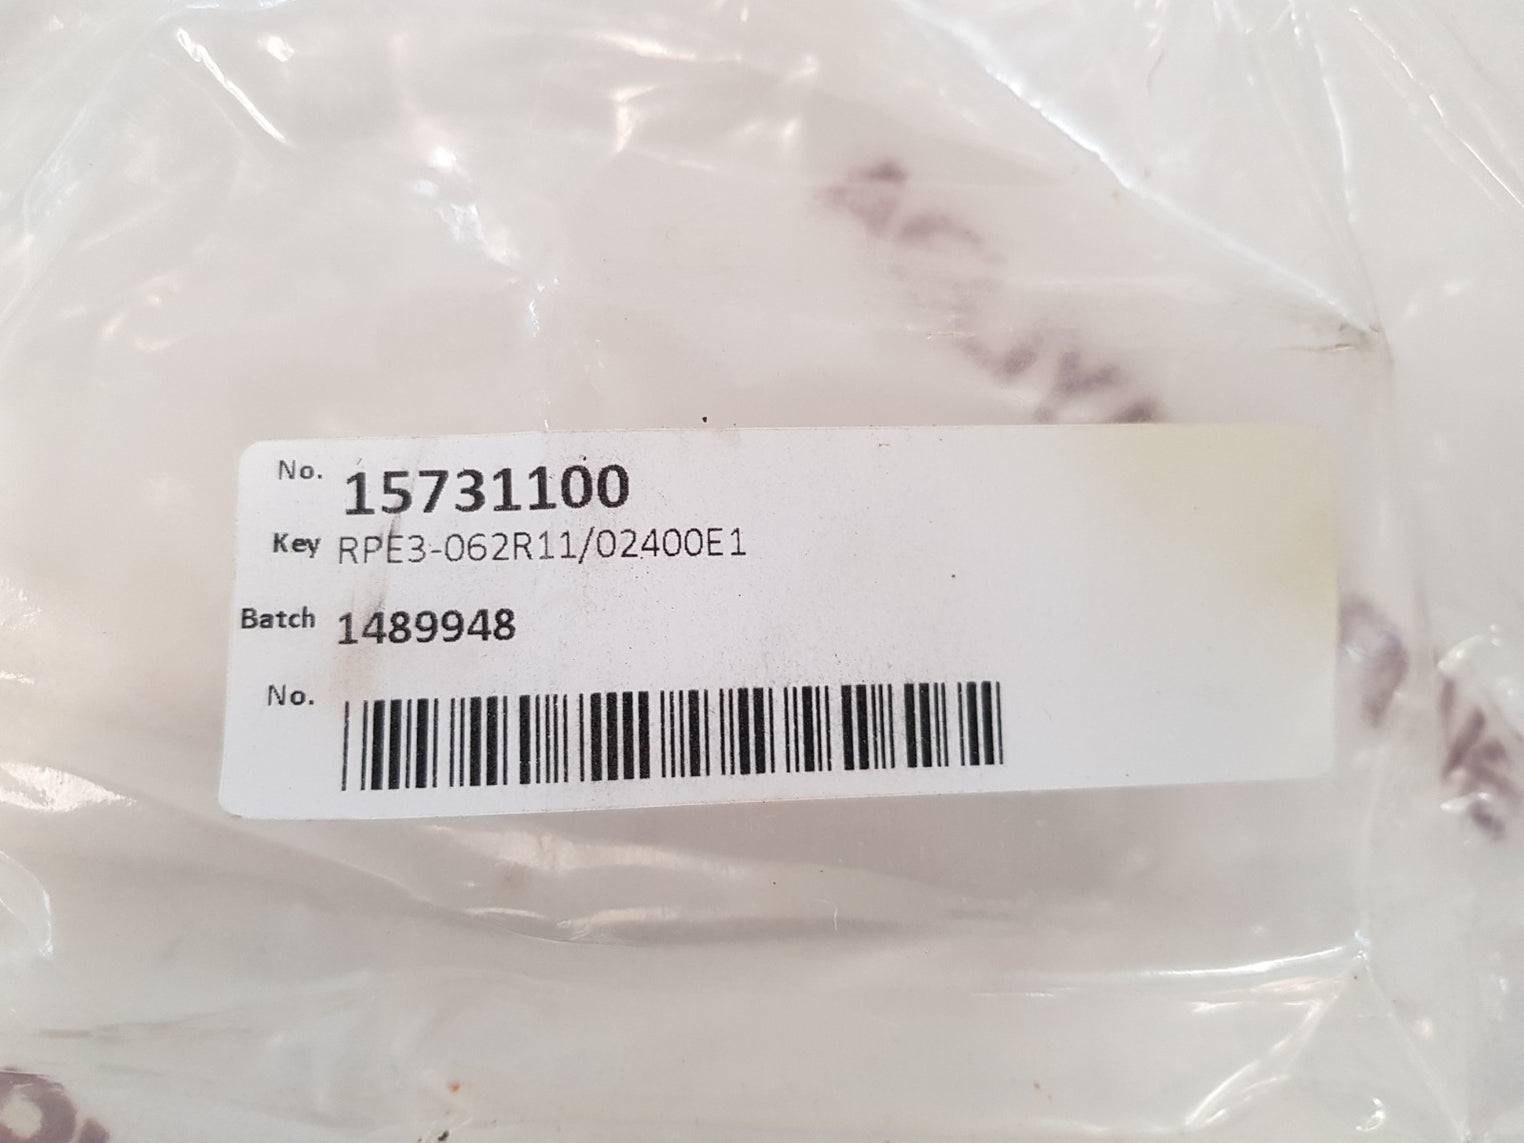 No. 15731100
Key RPE3-062R11/02400E1
Batch 1489948
No.